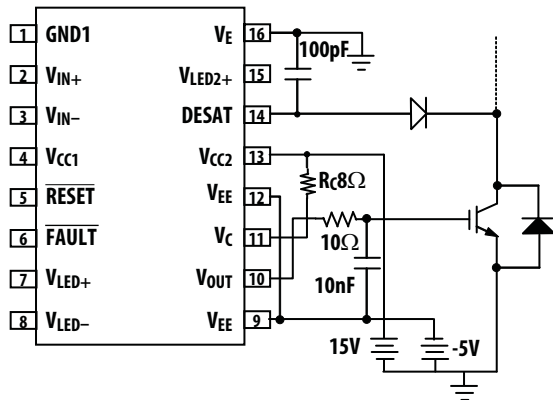 1 GND1
2 VIN+
3 VIN-
4 VCC1
5 RESET
6 FAULT
7 VLED+
8 VLED-
VE 16
VLED2+ 15
DESAT 14
VCC2 13
VEE 12
VC 11
VOUT 10
VEE 9
100pF
RC8Ω
10Ω
10nF
15V
-5V